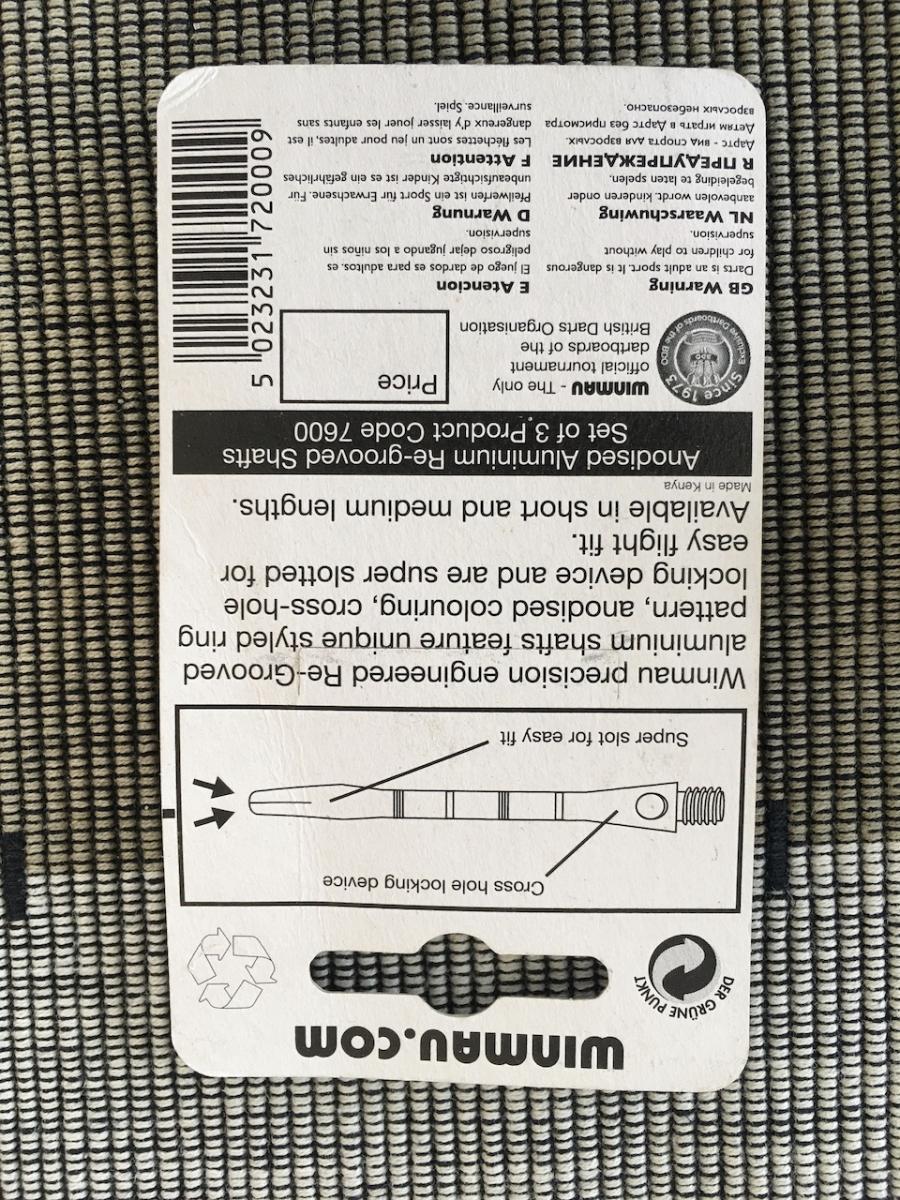 winmau.com
DER GRÜNE PUNKT
Cross hole locking device
Super slot for easy fit
Winmau precision engineered Re-Grooved
aluminium shafts feature unique styled ring
pattern, anodised colouring, cross-hole
locking device and are super slotted for
easy flight fit.
Available in short and medium lengths.
Made in Kenya
Anodised Aluminium Re-grooved Shafts
Set of 3 Product Code 7600
Since 1973
Exclusive Dartboards of the BDO
BDO
winmau - The only
official tournament
dartboards of the
British Darts Organisation
Price
5 023231 720009
GB Warning
Darts is an adult sport. It is dangerous
for children to play without
supervision.
NL Waarschuwing
aanbevolen wordt, kinderen onder
begeleiding te laten spelen.
R ПРЕДУПРЕЖДЕНИЕ
Дартс - вид спорта для взрослых.
Детям играть в Дартс без присмотра
взрослых небезопасно.
E Atencion
El juego de dardos es para adultos. es
peligroso dejar jugando a los niños sin
supervision.
D Warnung
Pfeilwerfen ist ein Sport für Erwachsene. Für
unbeaufsichtigte Kinder ist es ein gefährliches
F Attention
Les fléchettes sont un jeu pour adultes, il est
dangereux d'y laisser jouer les enfants sans
surveillance. Spiel.